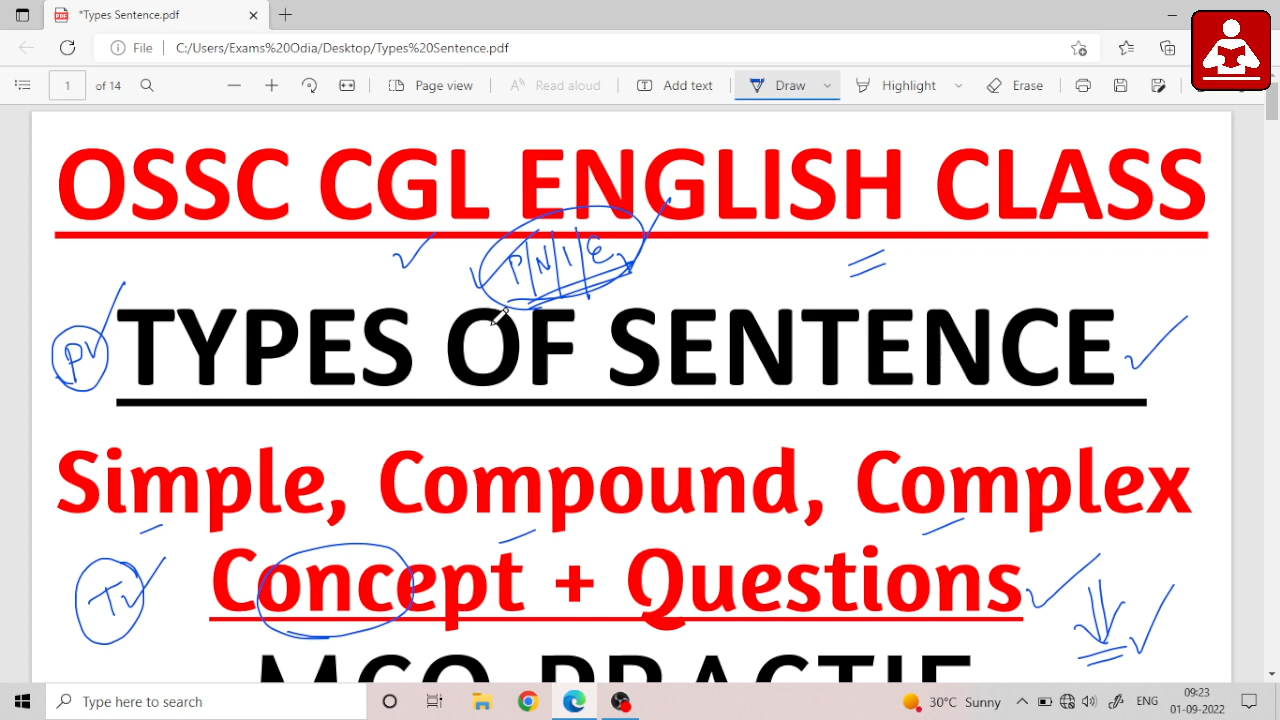 *Types Sentence.pdf
File C:/Users/Exams%20Odia/Desktop/Types%20Sentence.pdf
1 of 14 Page view Read aloud Add text Draw Highlight Erase
OSSC CGL ENGLISH CLASS
P/N/I/E
TYPES OF SENTENCE
Simple, Compound, Complex
Concept + Questions
MCQ PRACTIE
Type here to search 30°C Sunny ENG 09:23
01-09-2022